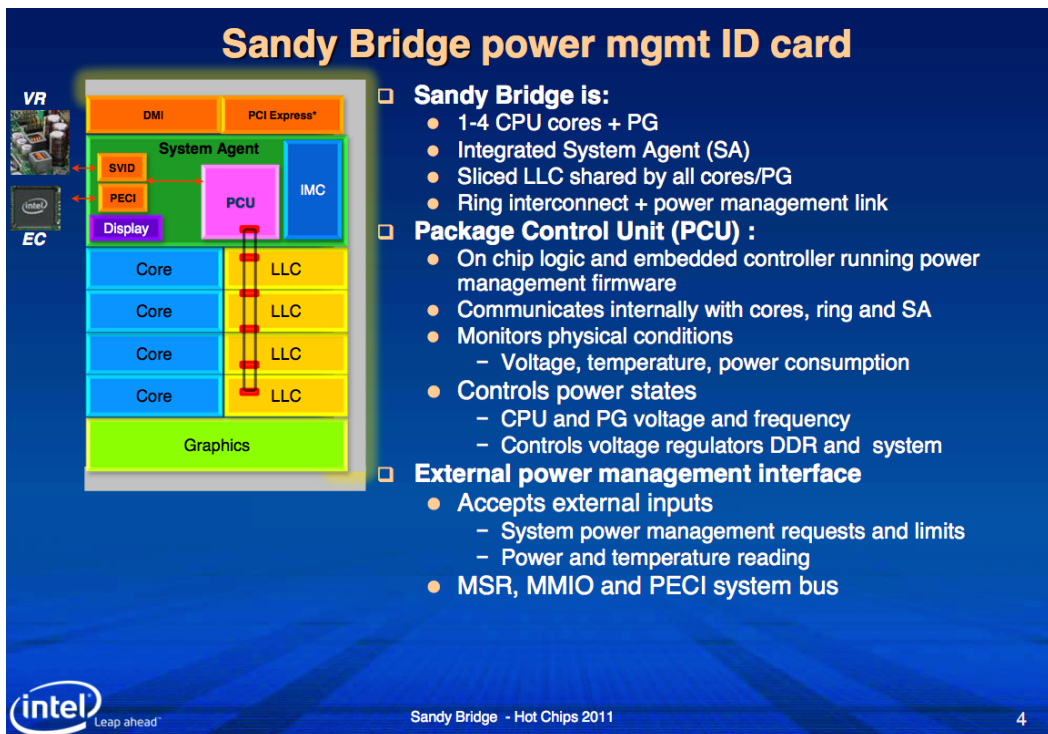 Sandy Bridge power mgmt ID card
VR
EC
intel
DMI
PCI Express*
System Agent
SVID
PECI
Display
PCU
IMC
Core
LLC
Core
LLC
Core
LLC
Core
LLC
Graphics
Sandy Bridge is:
1-4 CPU cores + PG
Integrated System Agent (SA)
Sliced LLC shared by all cores/PG
Ring interconnect + power management link
Package Control Unit (PCU) :
On chip logic and embedded controller running power
management firmware
Communicates internally with cores, ring and SA
Monitors physical conditions
− Voltage, temperature, power consumption
Controls power states
− CPU and PG voltage and frequency
− Controls voltage regulators DDR and system
External power management interface
Accepts external inputs
− System power management requests and limits
− Power and temperature reading
MSR, MMIO and PECI system bus
intel
Leap ahead™
Sandy Bridge - Hot Chips 2011
4